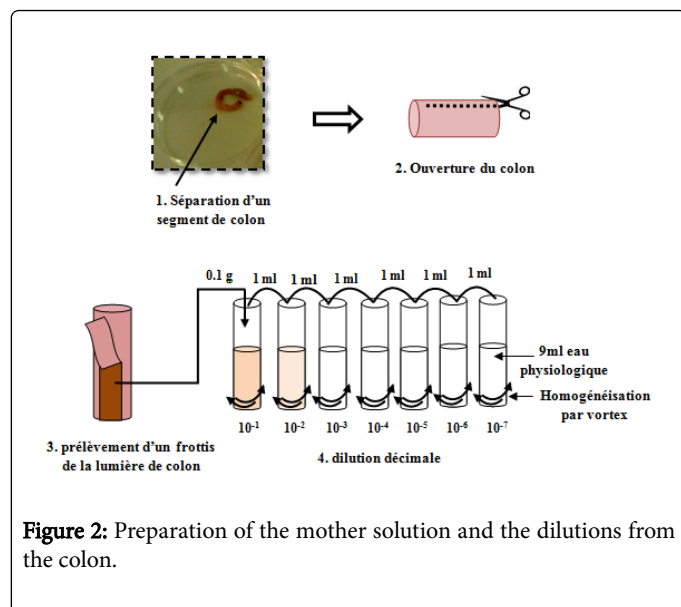 1. Séparation d'un
segment de colon
2. Ouverture du colon
0.1 g
1 ml
1 ml
1 ml
1 ml
1 ml
1 ml
9ml eau
physiologique
Homogénéisation
par vortex
10⁻¹ 10⁻² 10⁻³ 10⁻⁴ 10⁻⁵ 10⁻⁶ 10⁻⁷
3. prélèvement d'un frottis
de la lumière de colon
4. dilution décimale
Figure 2: Preparation of the mother solution and the dilutions from
the colon.